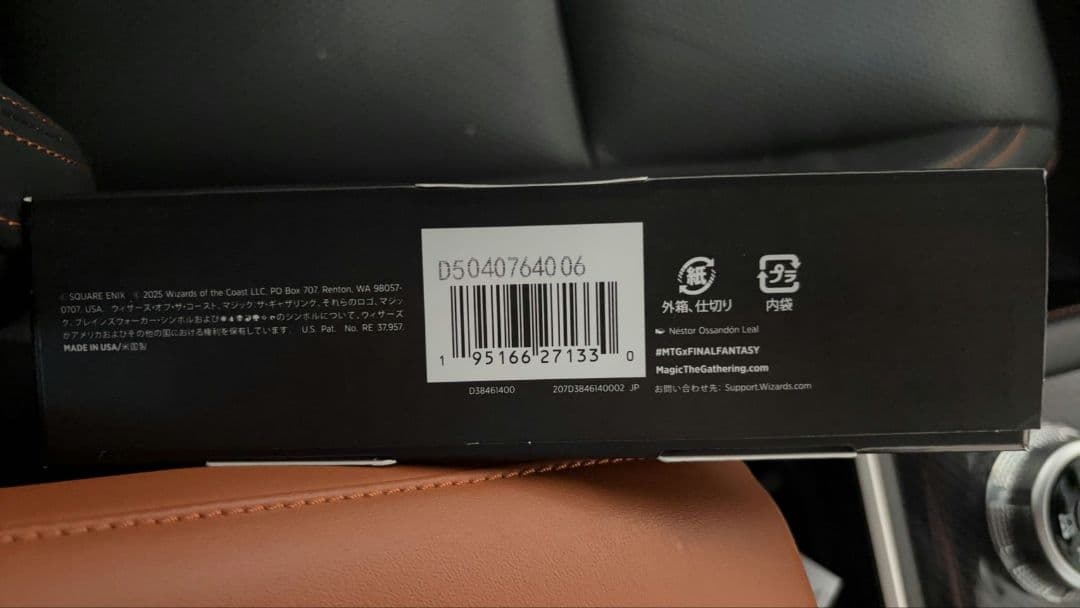 © SQUARE ENIX © 2025 Wizards of the Coast LLC, PO Box 707, Renton, WA 98057-
0707, USA. ウィザーズ・オブ・ザ・コースト、マジック:ザ・ギャザリング、それらのロゴ、マジッ
ク、プレインズウォーカー・シンボルおよび のシンボルについて、ウィザーズ
がアメリカおよびその他の国における権利を保有しています。 U.S. Pat. No. RE 37,957.
MADE IN USA/米国製
D5040764006
1 95166 27133 0
D38461400 207D3846140002 JP
紙
プラ
外箱、仕切り 内袋
Néstor Ossandón Leal
#MTGxFINALFANTASY
MagicTheGathering.com
お問い合わせ先: Support.Wizards.com